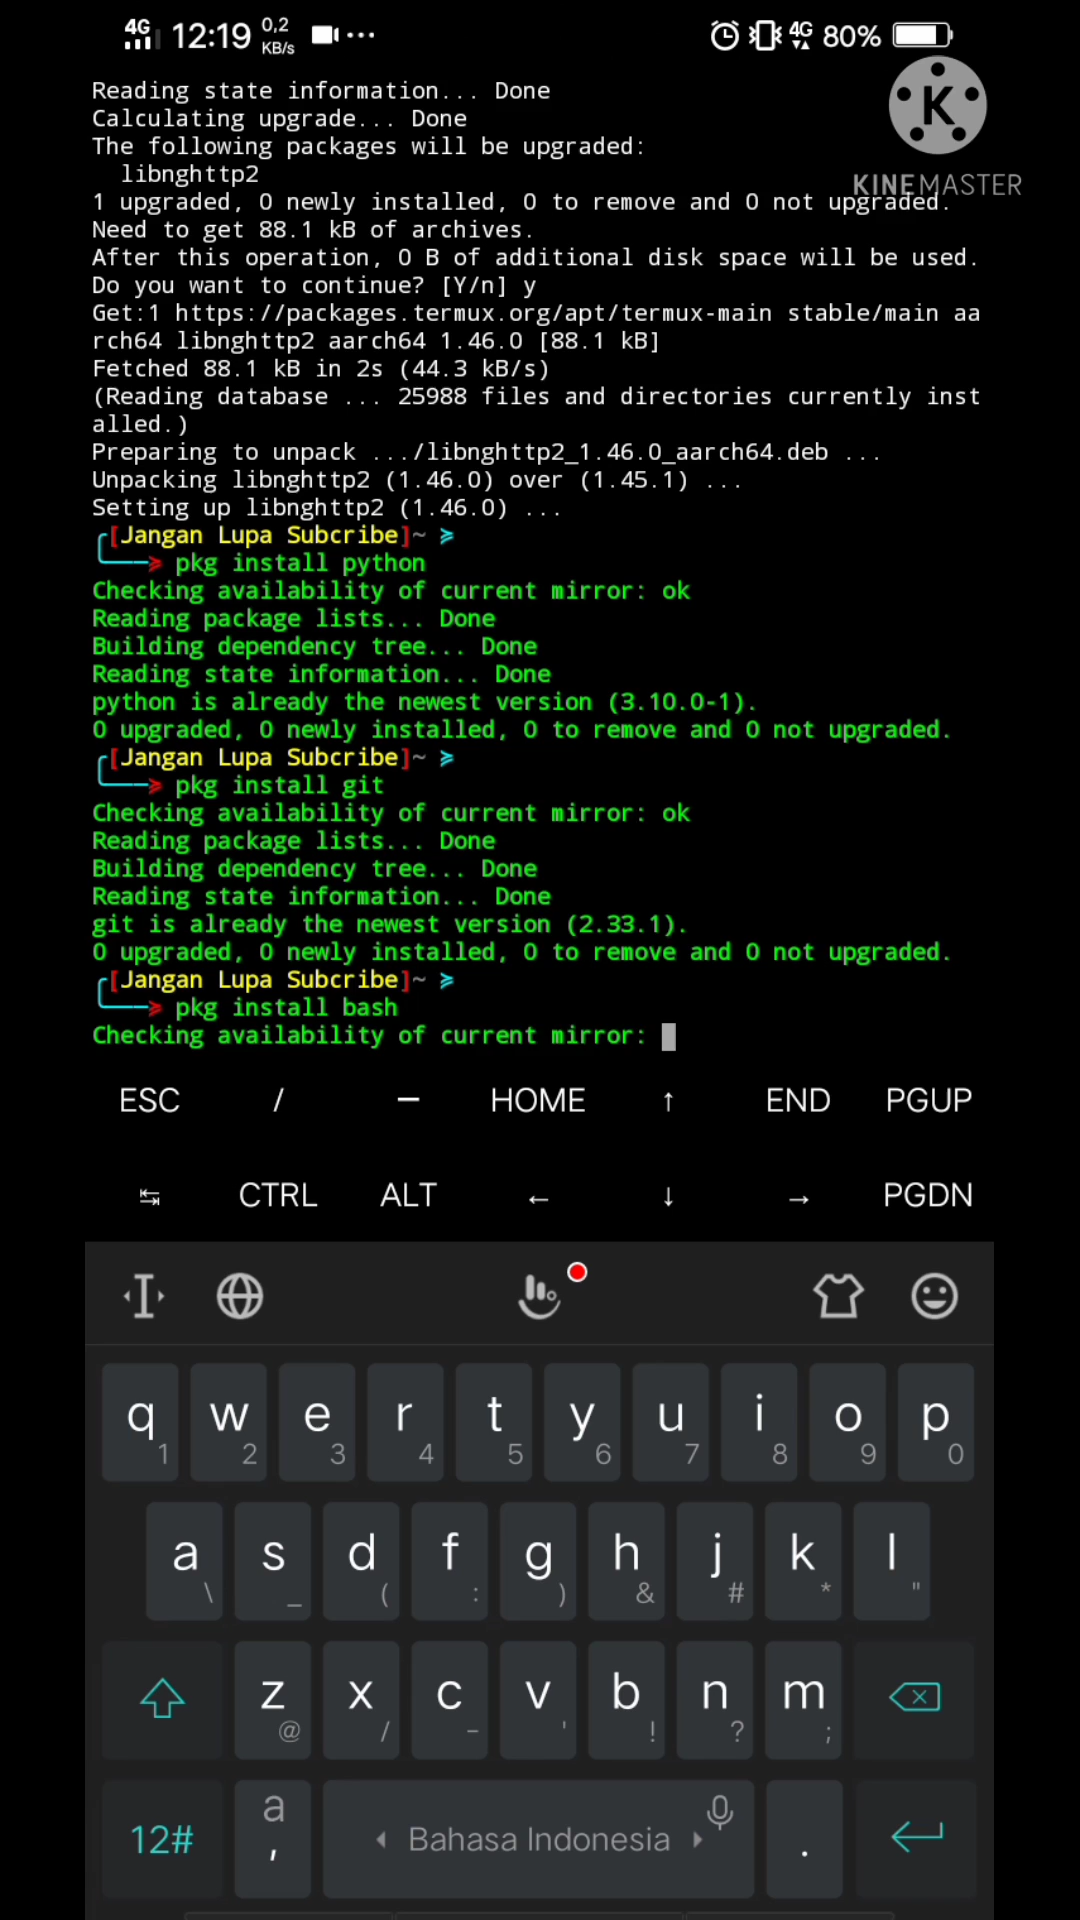 4G 12:19 0,2 KB/s ... 4G 80%
K
KINEMASTER
Reading state information... Done
Calculating upgrade... Done
The following packages will be upgraded:
libnghttp2
1 upgraded, 0 newly installed, 0 to remove and 0 not upgraded.
Need to get 88.1 kB of archives.
After this operation, 0 B of additional disk space will be used.
Do you want to continue? [Y/n] y
Get:1 https://packages.termux.org/apt/termux-main stable/main aa
rch64 libnghttp2 aarch64 1.46.0 [88.1 kB]
Fetched 88.1 kB in 2s (44.3 kB/s)
(Reading database ... 25988 files and directories currently inst
alled.)
Preparing to unpack .../libnghttp2_1.46.0_aarch64.deb ...
Unpacking libnghttp2 (1.46.0) over (1.45.1) ...
Setting up libnghttp2 (1.46.0) ...
[Jangan Lupa Subcribe]~ ≽
pkg install python
Checking availability of current mirror: ok
Reading package lists... Done
Building dependency tree... Done
Reading state information... Done
python is already the newest version (3.10.0-1).
0 upgraded, 0 newly installed, 0 to remove and 0 not upgraded.
[Jangan Lupa Subcribe]~ ≽
pkg install git
Checking availability of current mirror: ok
Reading package lists... Done
Building dependency tree... Done
Reading state information... Done
git is already the newest version (2.33.1).
0 upgraded, 0 newly installed, 0 to remove and 0 not upgraded.
[Jangan Lupa Subcribe]~ ≽
pkg install bash
Checking availability of current mirror:
ESC / — HOME ↑ END PGUP
↹ CTRL ALT ← ↓ → PGDN
q w e r t y u i o p
1 2 3 4 5 6 7 8 9 0
a s d f g h j k l
\ _ ( : ) & # * "
z x c v b n m
@ / - ' ! ? ;
12# a , Bahasa Indonesia .